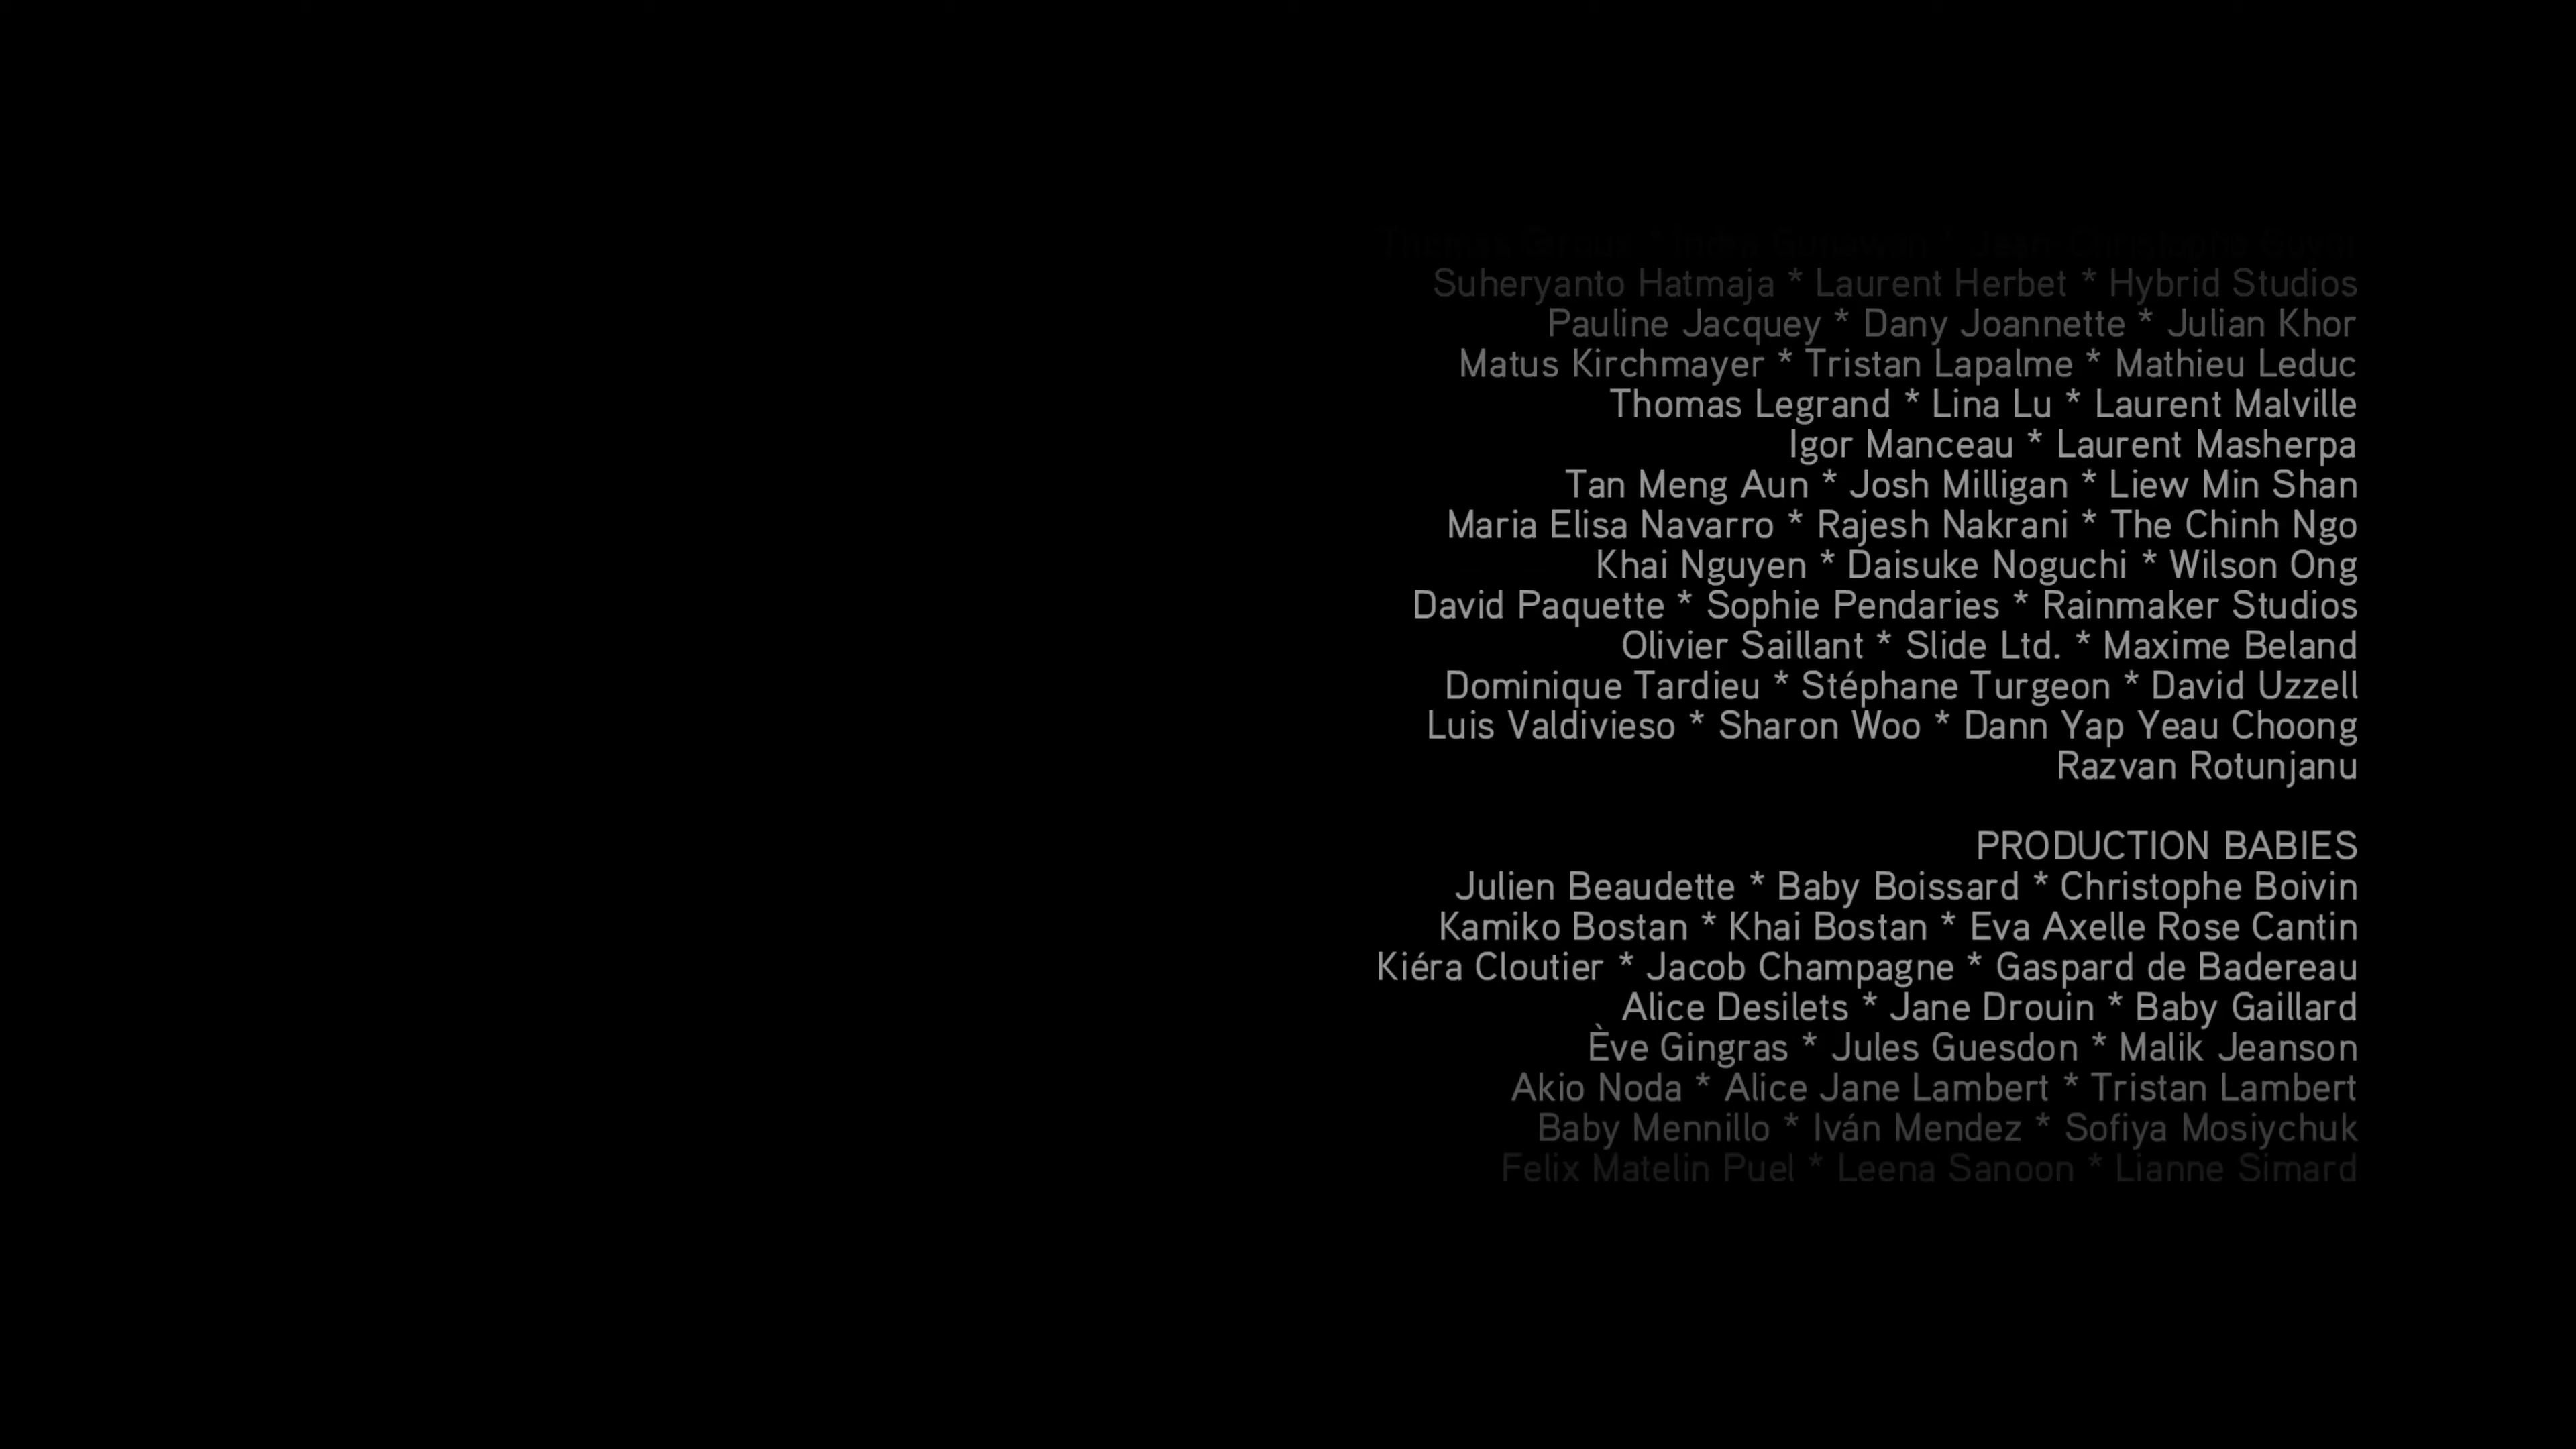 Suheryanto Hatmaja * Laurent Herbet * Hybrid Studios
Pauline Jacquey * Dany Joannette * Julian Khor
Matus Kirchmayer * Tristan Lapalme * Mathieu Leduc
Thomas Legrand * Lina Lu * Laurent Malville
Igor Manceau * Laurent Masherpa
Tan Meng Aun * Josh Milligan * Liew Min Shan
Maria Elisa Navarro * Rajesh Nakrani * The Chinh Ngo
Khai Nguyen * Daisuke Noguchi * Wilson Ong
David Paquette * Sophie Pendaries * Rainmaker Studios
Olivier Saillant * Slide Ltd. * Maxime Beland
Dominique Tardieu * Stéphane Turgeon * David Uzzell
Luis Valdivieso * Sharon Woo * Dann Yap Yeau Choong
Razvan Rotunjanu
PRODUCTION BABIES
Julien Beaudette * Baby Boissard * Christophe Boivin
Kamiko Bostan * Khai Bostan * Eva Axelle Rose Cantin
Kiéra Cloutier * Jacob Champagne * Gaspard de Badereau
Alice Desilets * Jane Drouin * Baby Gaillard
Ève Gingras * Jules Guesdon * Malik Jeanson
Akio Noda * Alice Jane Lambert * Tristan Lambert
Baby Mennillo * Iván Mendez * Sofiya Mosiychuk
Felix Matelin Puel * Leena Sanoon * Lianne Simard